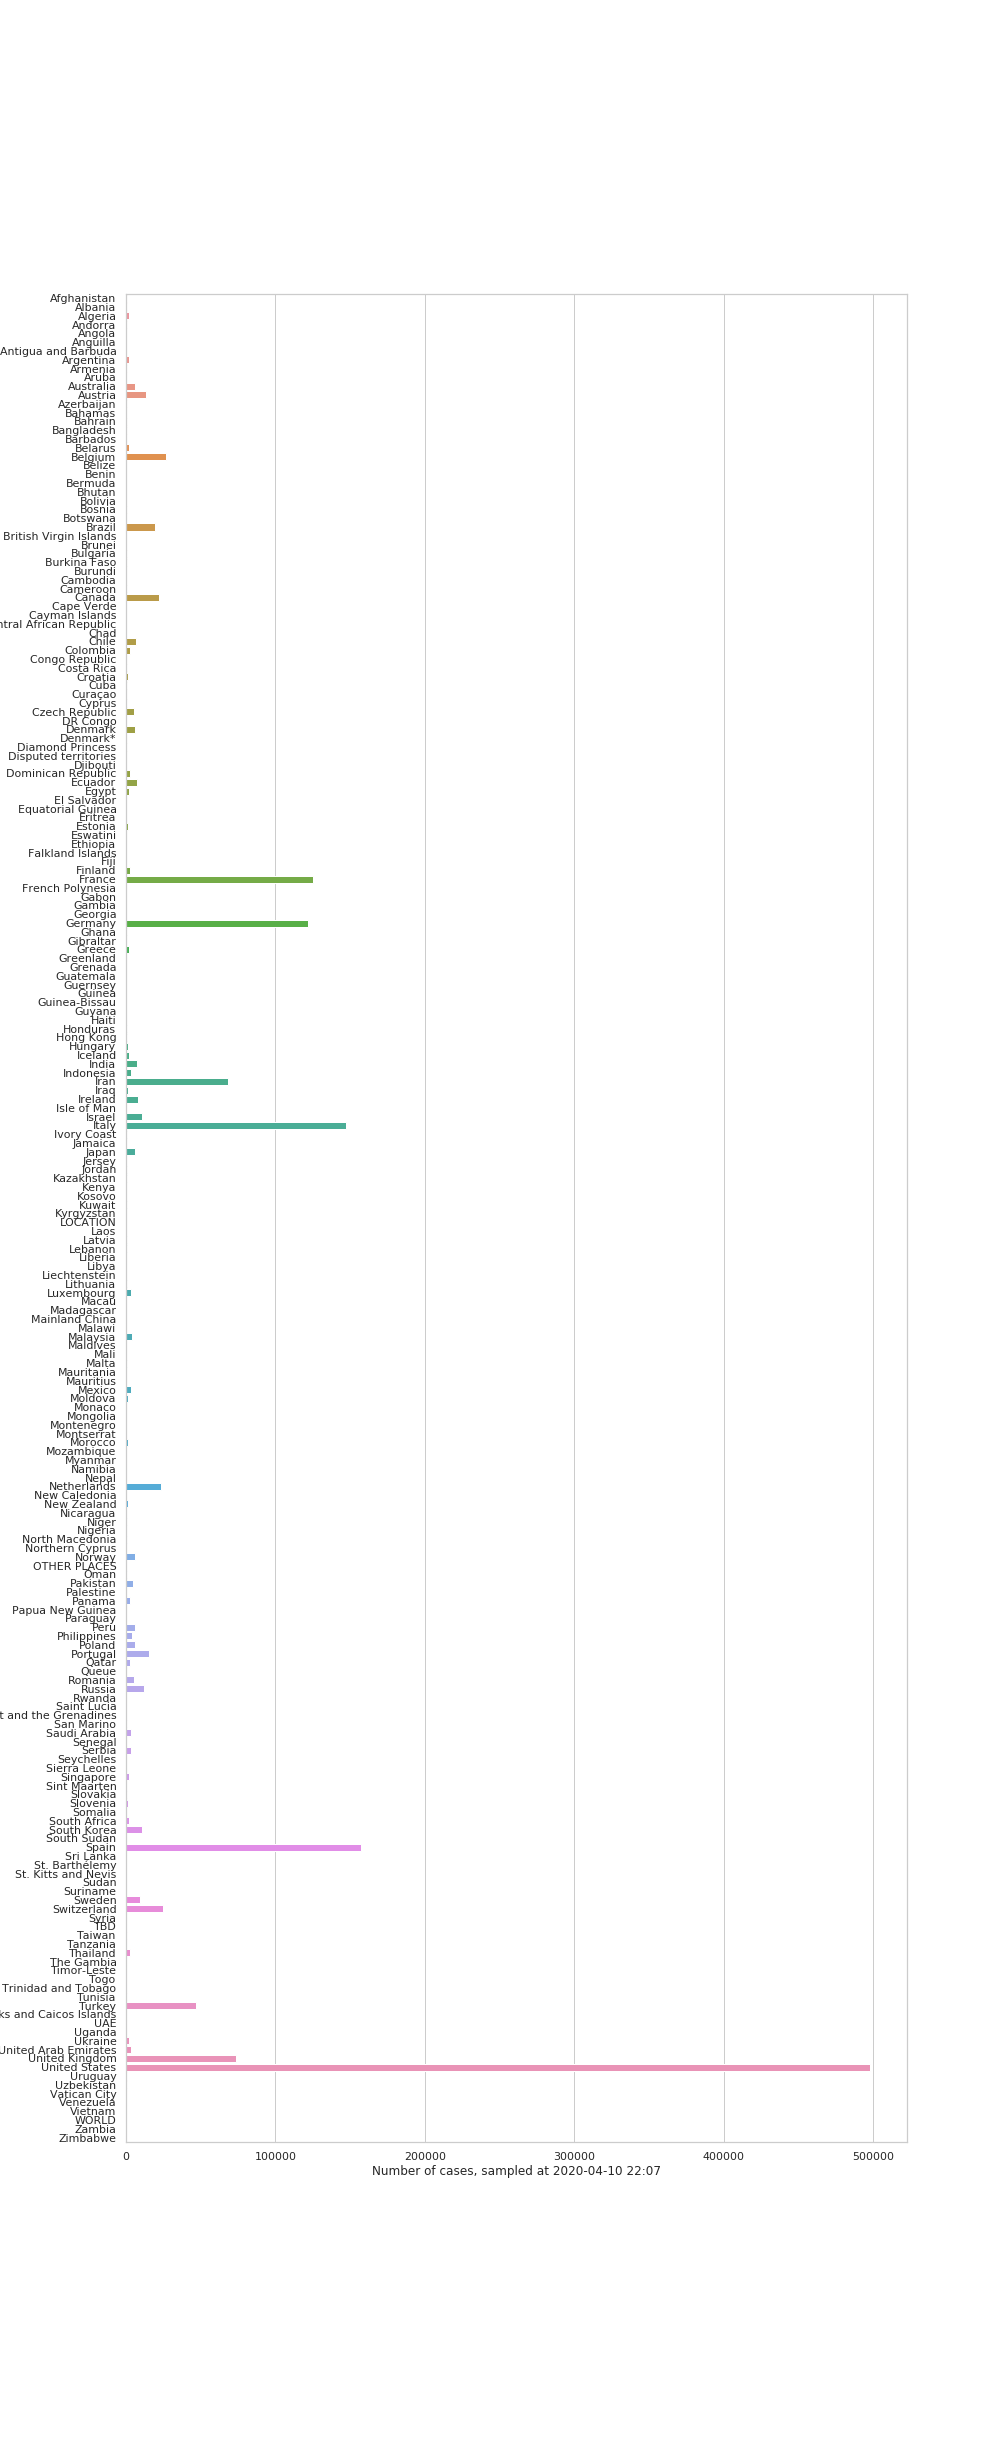 Afghanistan
Albania
Algeria
Andorra
Angola
Anguilla
Antigua and Barbuda
Argentina
Armenia
Aruba
Australia
Austria
Azerbaijan
Bahamas
Bahrain
Bangladesh
Barbados
Belarus
Belgium
Belize
Benin
Bermuda
Bhutan
Bolivia
Bosnia
Botswana
Brazil
British Virgin Islands
Brunei
Bulgaria
Burkina Faso
Burundi
Cambodia
Cameroon
Canada
Cape Verde
Cayman Islands
ntral African Republic
Chad
Chile
Colombia
Congo Republic
Costa Rica
Croatia
Cuba
Curaçao
Cyprus
Czech Republic
DR Congo
Denmark
Denmark*
Diamond Princess
Disputed territories
Djibouti
Dominican Republic
Ecuador
Egypt
El Salvador
Equatorial Guinea
Eritrea
Estonia
Eswatini
Ethiopia
Falkland Islands
Fiji
Finland
France
French Polynesia
Gabon
Gambia
Georgia
Germany
Ghana
Gibraltar
Greece
Greenland
Grenada
Guatemala
Guernsey
Guinea
Guinea-Bissau
Guyana
Haiti
Honduras
Hong Kong
Hungary
Iceland
India
Indonesia
Iran
Iraq
Ireland
Isle of Man
Israel
Italy
Ivory Coast
Jamaica
Japan
Jersey
Jordan
Kazakhstan
Kenya
Kosovo
Kuwait
Kyrgyzstan
LOCATION
Laos
Latvia
Lebanon
Liberia
Libya
Liechtenstein
Lithuania
Luxembourg
Macau
Madagascar
Mainland China
Malawi
Malaysia
Maldives
Mali
Malta
Mauritania
Mauritius
Mexico
Moldova
Monaco
Mongolia
Montenegro
Montserrat
Morocco
Mozambique
Myanmar
Namibia
Nepal
Netherlands
New Caledonia
New Zealand
Nicaragua
Niger
Nigeria
North Macedonia
Northern Cyprus
Norway
OTHER PLACES
Oman
Pakistan
Palestine
Panama
Papua New Guinea
Paraguay
Peru
Philippines
Poland
Portugal
Qatar
Queue
Romania
Russia
Rwanda
Saint Lucia
t and the Grenadines
San Marino
Saudi Arabia
Senegal
Serbia
Seychelles
Sierra Leone
Singapore
Sint Maarten
Slovakia
Slovenia
Somalia
South Africa
South Korea
South Sudan
Spain
Sri Lanka
St. Barthélemy
St. Kitts and Nevis
Sudan
Suriname
Sweden
Switzerland
Syria
TBD
Taiwan
Tanzania
Thailand
The Gambia
Timor-Leste
Togo
Trinidad and Tobago
Tunisia
Turkey
ks and Caicos Islands
UAE
Uganda
Ukraine
United Arab Emirates
United Kingdom
United States
Uruguay
Uzbekistan
Vatican City
Venezuela
Vietnam
WORLD
Zambia
Zimbabwe
0 100000 200000 300000 400000 500000
Number of cases, sampled at 2020-04-10 22:07